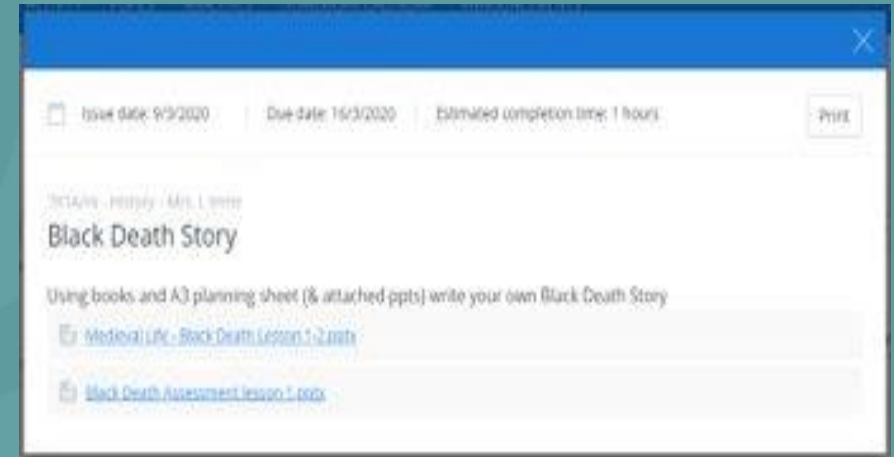 Issue date: 9/3/2020 Due date: 16/3/2020 Estimated completion time: 1 hours Print
History - Mrs
Black Death Story
Using books and A3 planning sheet (& attached ppts) write your own Black Death Story
Medieval Life - Black Death Lesson 1-2.pptx
Black Death Assessment lesson 1.pptx